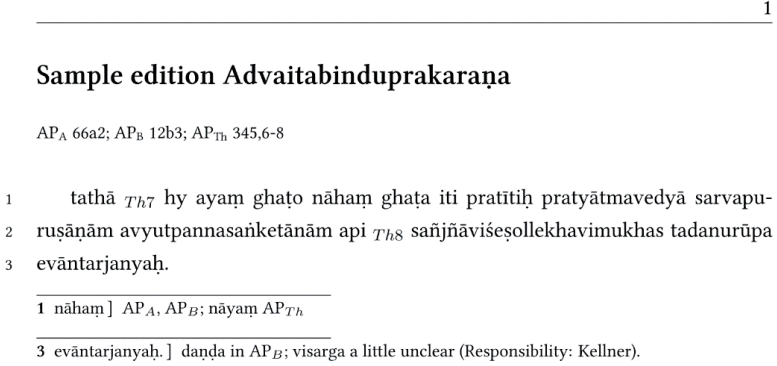 1
Sample edition Advaitabinduprakaraṇa
APA 66a2; APB 12b3; APTh 345,6-8
1 tathā Th7 hy ayaṃ ghaṭo nāhaṃ ghaṭa iti pratītiḥ pratyātmavedyā sarvapu-
2 ruṣāṇām avyutpannasaṅketānām api Th8 sañjñāviśeṣollekhavimukhas tadanurūpa
3 evāntarjanyaḥ.
1 nāhaṃ ] APA, APB; nāyaṃ APTh
3 evāntarjanyaḥ. ] daṇḍa in APB; visarga a little unclear (Responsibility: Kellner).